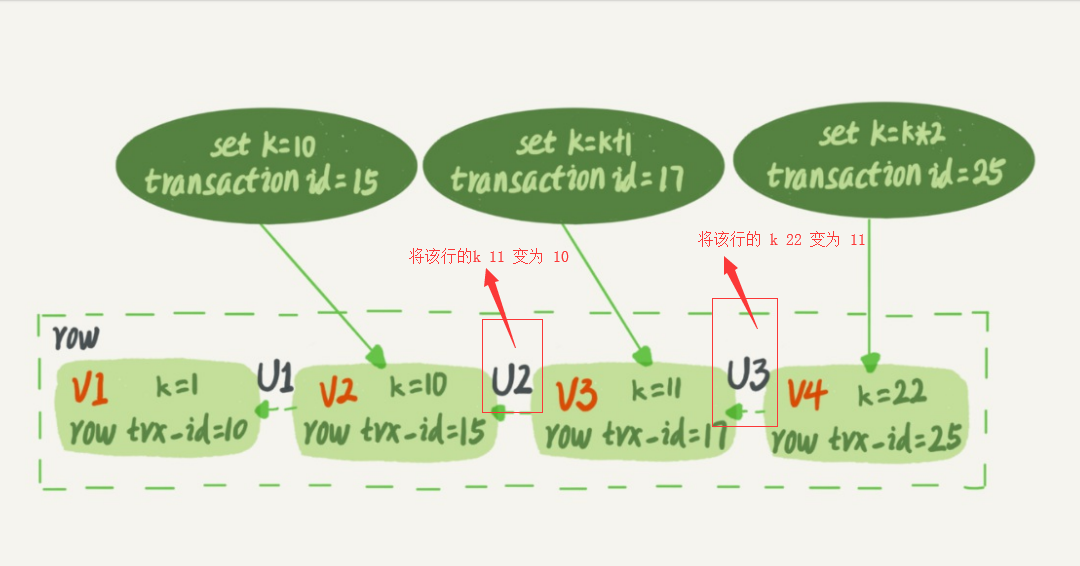 set k=10
transaction id=15
set k=k+1
transaction id=17
set k=k*2
transaction id=25
将该行的k 11 变为 10
将该行的 k 22 变为 11
row
V1 k=1
row trx-id=10
U1
V2 k=10
row trx-id=15
U2
V3 k=11
row trx-id=17
U3
V4 k=22
row trx-id=25